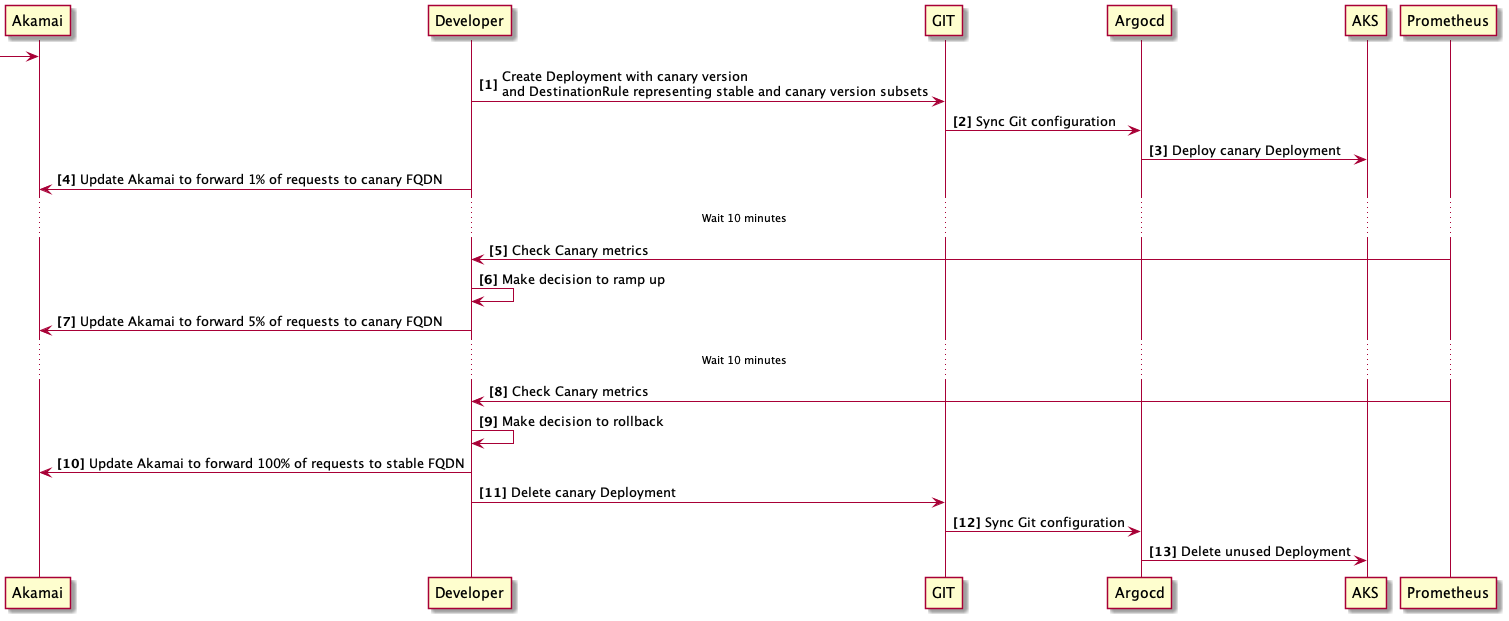 Akamai
Developer
GIT
Argocd
AKS
Prometheus
[1] Create Deployment with canary version
and DestinationRule representing stable and canary version subsets
[2] Sync Git configuration
[3] Deploy canary Deployment
[4] Update Akamai to forward 1% of requests to canary FQDN
Wait 10 minutes
[5] Check Canary metrics
[6] Make decision to ramp up
[7] Update Akamai to forward 5% of requests to canary FQDN
Wait 10 minutes
[8] Check Canary metrics
[9] Make decision to rollback
[10] Update Akamai to forward 100% of requests to stable FQDN
[11] Delete canary Deployment
[12] Sync Git configuration
[13] Delete unused Deployment
Akamai
Developer
GIT
Argocd
AKS
Prometheus